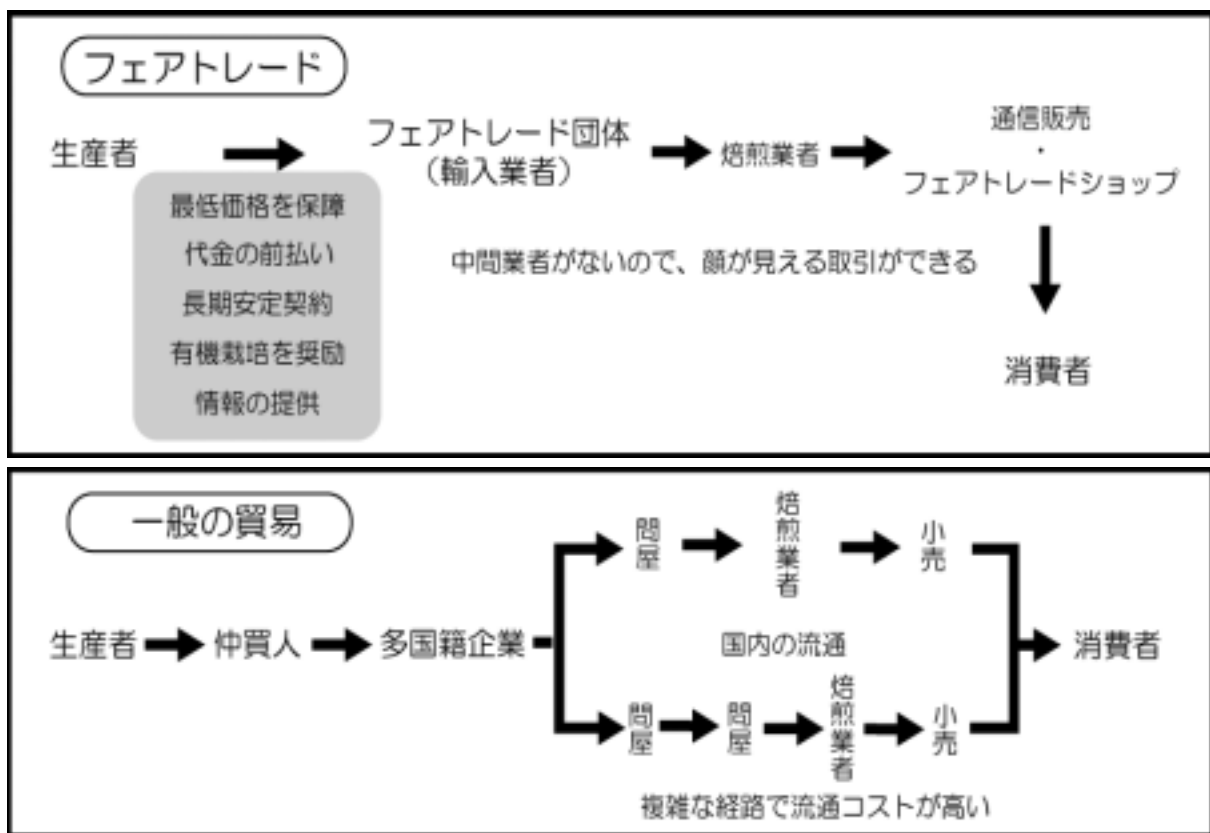 フェアトレード
生産者
フェアトレード団体
（輸入業者）
焙煎業者
通信販売
・
フェアトレードショップ
最低価格を保障
代金の前払い
長期安定契約
有機栽培を奨励
情報の提供
中間業者がないので、顔が見える取引ができる
消費者
一般の貿易
生産者
仲買人
多国籍企業
問屋
焙煎業者
小売
国内の流通
問屋
問屋
焙煎業者
小売
消費者
複雑な経路で流通コストが高い